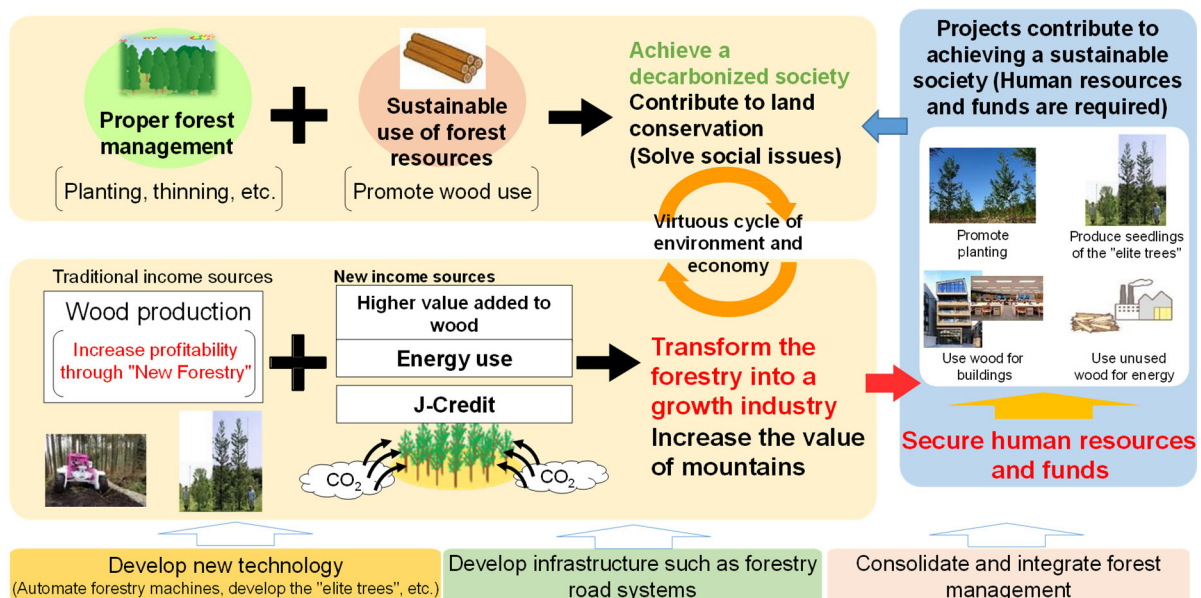 Proper forest
management
Planting, thinning, etc.
Sustainable
use of forest
resources
Promote wood use
Achieve a
decarbonized society
Contribute to land
conservation
(Solve social issues)
Virtuous cycle of
environment and
economy
Traditional income sources
Wood production
Increase profitability
through "New Forestry"
New income sources
Higher value added to
wood
Energy use
J-Credit
CO2
CO2
Transform the
forestry into a
growth industry
Increase the value
of mountains
Projects contribute to
achieving a sustainable
society (Human resources
and funds are required)
Promote
planting
Produce seedlings
of the "elite trees"
Use wood for
buildings
Use unused
wood for energy
Secure human resources
and funds
Develop new technology
(Automate forestry machines, develop the "elite trees", etc.)
Develop infrastructure such as forestry
road systems
Consolidate and integrate forest
management